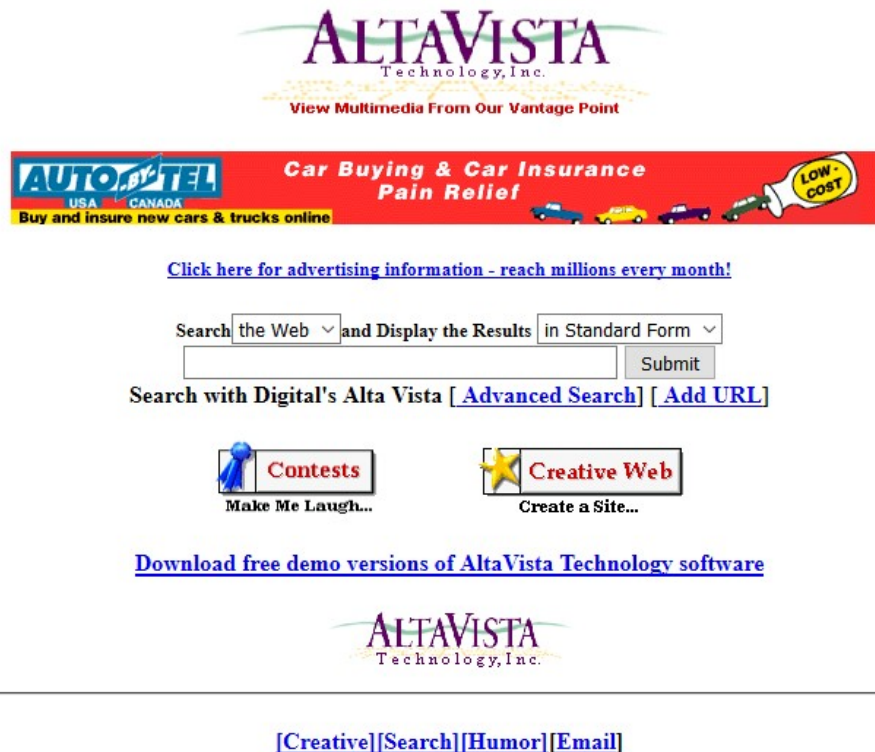 ALTAVISTA
Technology, Inc.
View Multimedia From Our Vantage Point
AUTO-BY-TEL
USA CANADA
Buy and insure new cars & trucks online
Car Buying & Car Insurance
Pain Relief
LOW-
COST
Click here for advertising information - reach millions every month!
Search the Web and Display the Results in Standard Form
Submit
Search with Digital's Alta Vista [ Advanced Search] [ Add URL]
Contests
Make Me Laugh...
Creative Web
Create a Site...
Download free demo versions of AltaVista Technology software
ALTAVISTA
Technology, Inc.
[Creative][Search][Humor][Email]